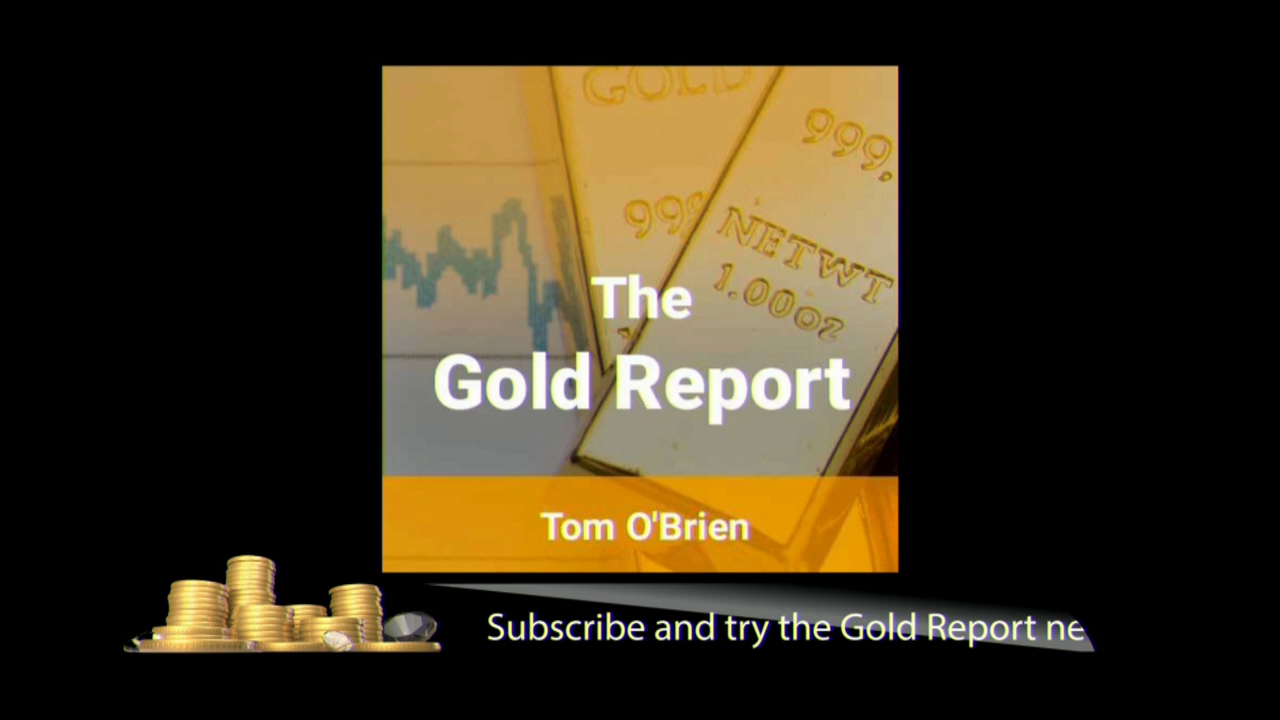 GOLD
999.
999
NETWT
1.00oz
The
Gold Report
Tom O'Brien
Subscribe and try the Gold Report ne